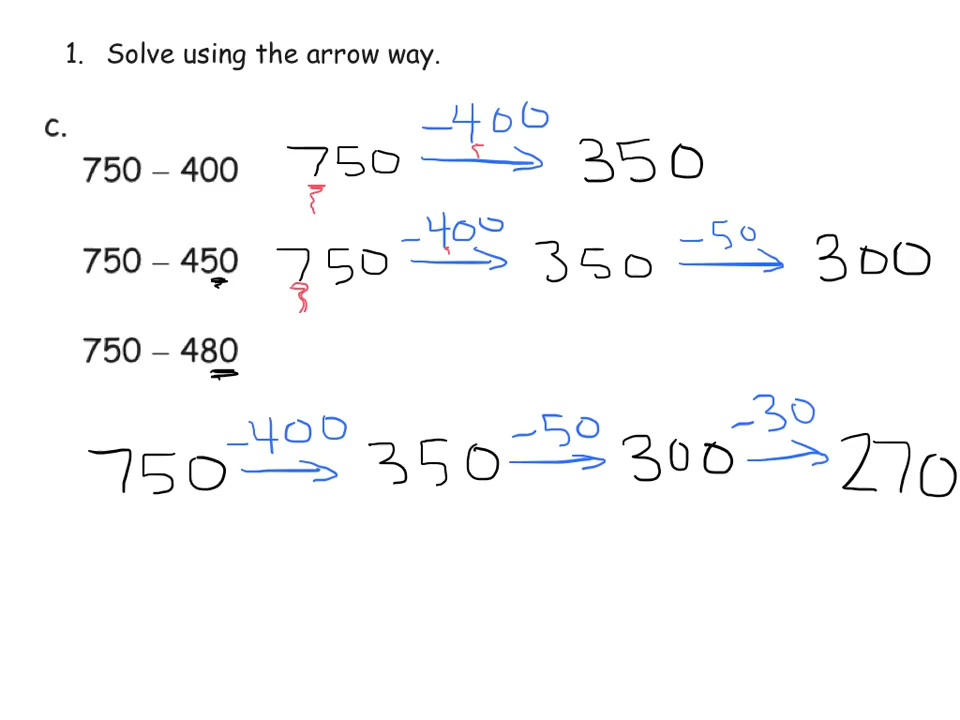 1. Solve using the arrow way.
c.
750 – 400 750 -400 350
750 – 450 750 -400 350 -50 300
750 – 480
750 -400 350 -50 300 -30 270